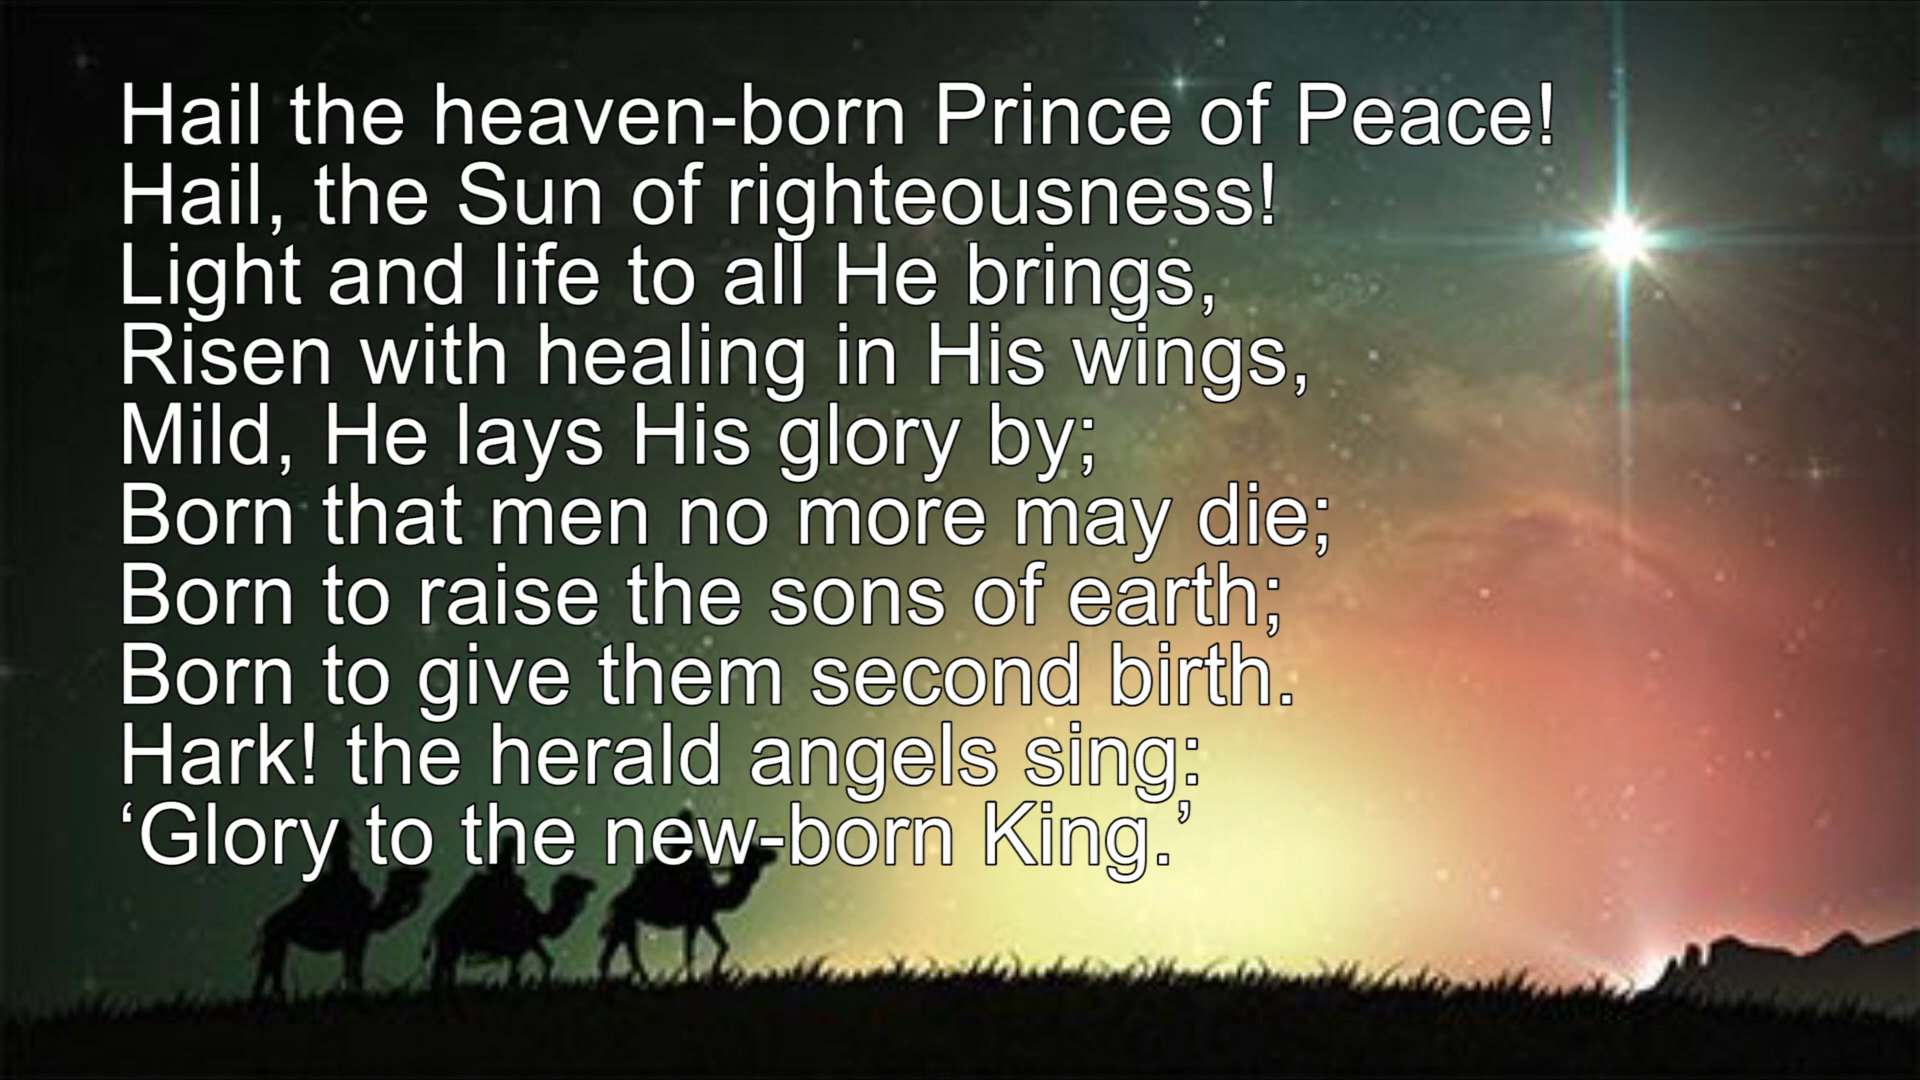 Hail the heaven-born Prince of Peace!
Hail, the Sun of righteousness!
Light and life to all He brings,
Risen with healing in His wings,
Mild, He lays His glory by;
Born that men no more may die;
Born to raise the sons of earth;
Born to give them second birth.
Hark! the herald angels sing:
‘Glory to the new-born King.’